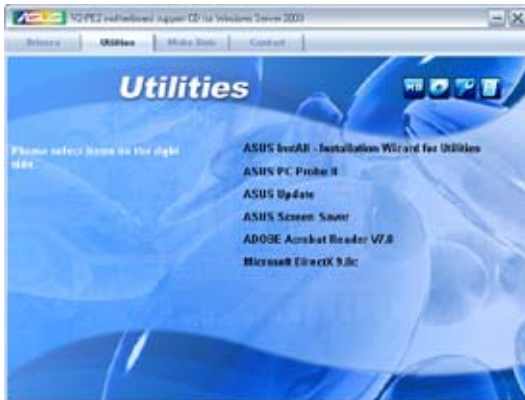 ASUS V2-PE2 motherboard support CD for Windows Server 2003
Drivers Utilities Make Disk Contact
Utilities
Please select items on the right
side.
ASUS InstAll - Installation Wizard for Utilities
ASUS PC Probe II
ASUS Update
ASUS Screen Saver
ADOBE Acrobat Reader V7.0
Microsoft DirectX 9.0c